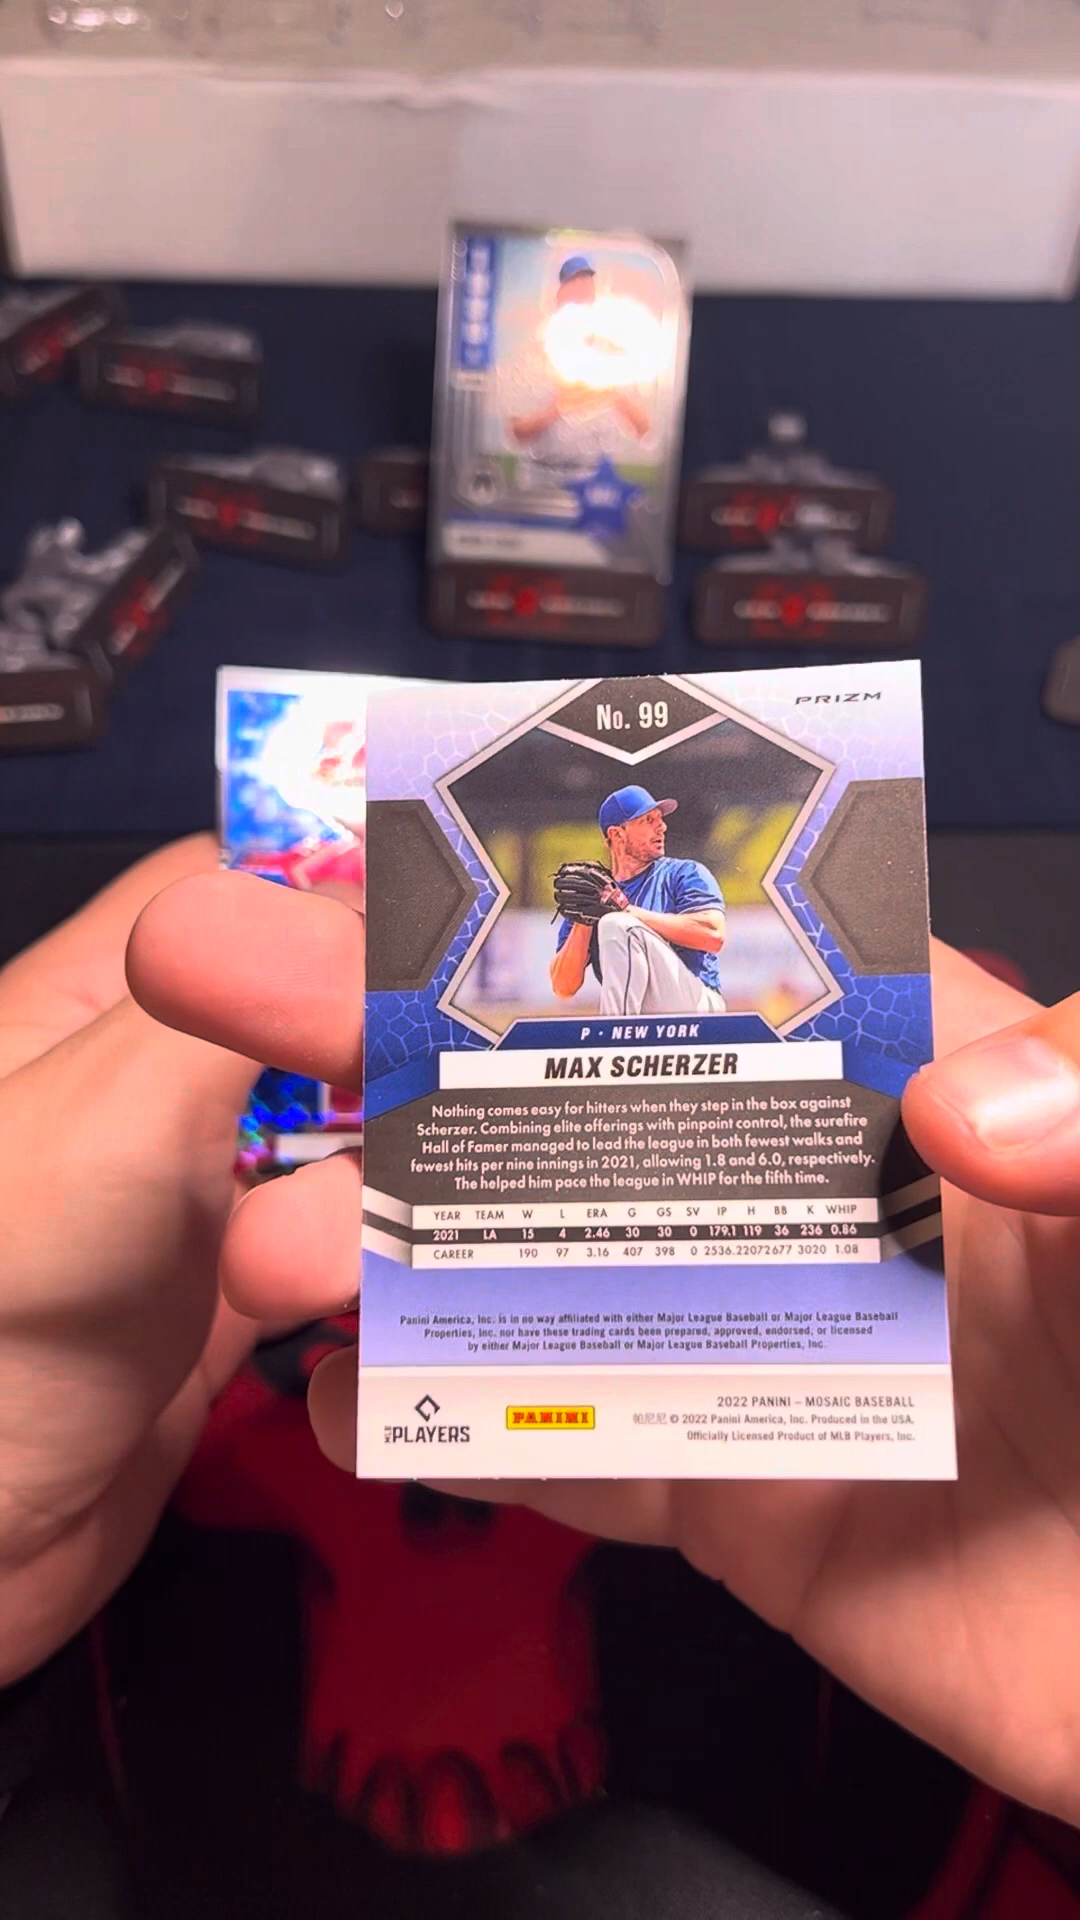 No. 99
PRIZM
P · NEW YORK
MAX SCHERZER
Nothing comes easy for hitters when they step in the box against
Scherzer. Combining elite offerings with pinpoint control, the surefire
Hall of Famer managed to lead the league in both fewest walks and
fewest hits per nine innings in 2021, allowing 1.8 and 6.0, respectively.
The helped him pace the league in WHIP for the fifth time.
YEAR TEAM W L ERA G GS SV IP H BB K WHIP
2021 LA 15 4 2.46 30 30 0 179.1 119 36 236 0.86
CAREER 190 97 3.16 407 398 0 2536.2 2072 677 3020 1.08
Panini America, Inc. is in no way affiliated with either Major League Baseball or Major League Baseball
Properties, Inc. nor have these trading cards been prepared, approved, endorsed, or licensed
by either Major League Baseball or Major League Baseball Properties, Inc.
MLB PLAYERS
PANINI
2022 PANINI – MOSAIC BASEBALL
帕尼尼 © 2022 Panini America, Inc. Produced in the USA.
Officially Licensed Product of MLB Players, Inc.